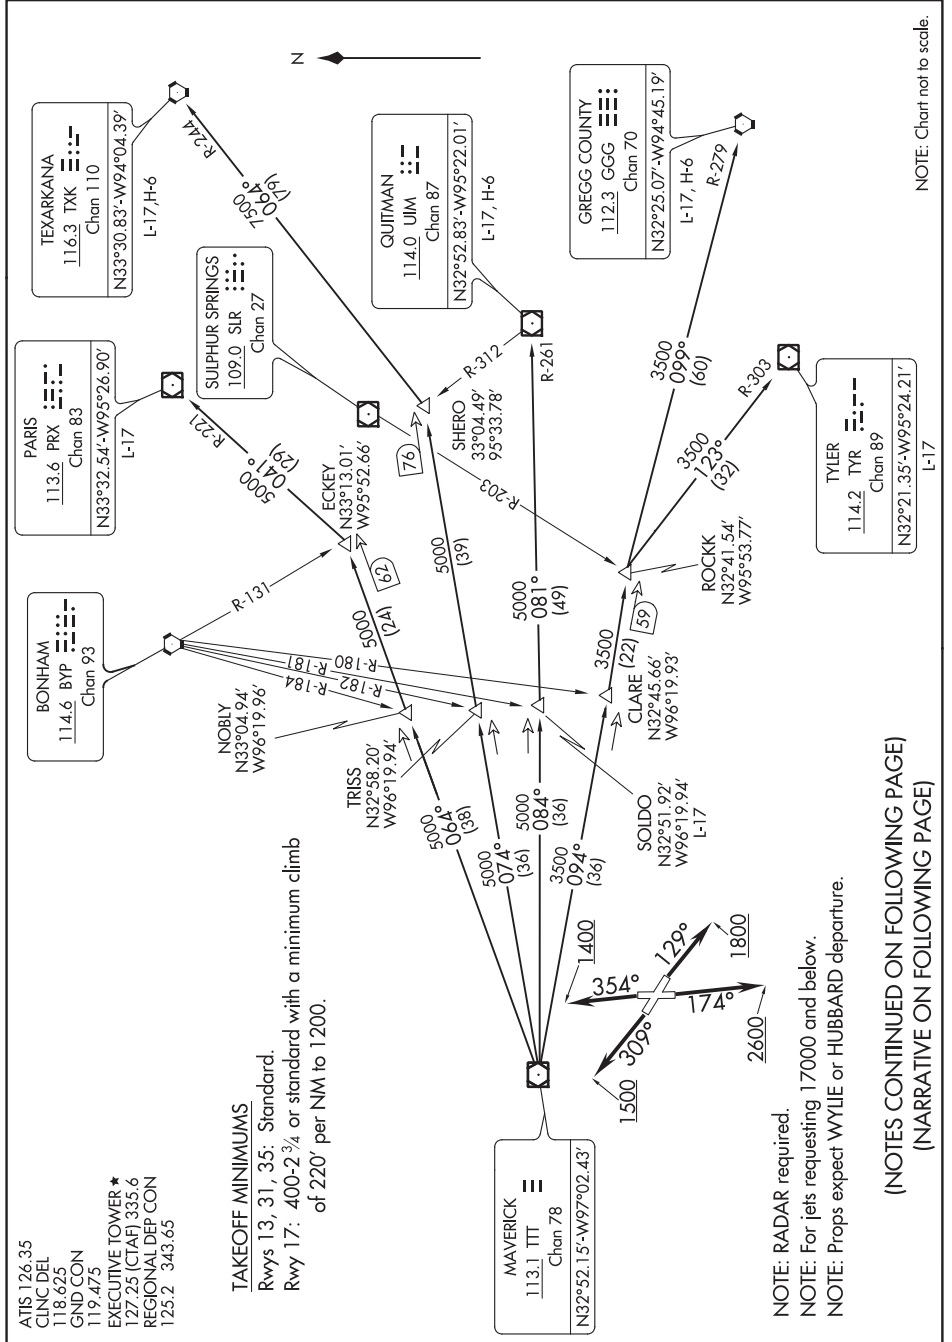 ATIS 126.35
CLNC DEL
118.625
GND CON
119.475
EXECUTIVE TOWER★
127.25 (CTAF) 335.6
REGIONAL DEP CON
125.2 343.65
TAKEOFF MINIMUMS
Rwys 13, 31, 35: Standard.
Rwy 17: 400-2 ¾ or standard with a minimum climb
of 220' per NM to 1200.
BONHAM
114.6 BYP
Chan 93
PARIS
113.6 PRX
Chan 83
N33°32.54'-W95°26.90'
L-17
TEXARKANA
116.3 TXK
Chan 110
N33°30.83'-W94°04.39'
L-17,H-6
SULPHUR SPRINGS
109.0 SLR
Chan 27
QUITMAN
114.0 UIM
Chan 87
N32°52.83'-W95°22.01'
L-17, H-6
GREGG COUNTY
112.3 GGG
Chan 70
N32°25.07'-W94°45.19'
L-17, H-6
TYLER
114.2 TYR
Chan 89
N32°21.35'-W95°24.21'
L-17
MAVERICK
113.1 TTT
Chan 78
N32°52.15'-W97°02.43'
N
R-244
7500
064°
(79)
R-221
5000
041°
(29)
ECKEY
N33°13.01'
W95°52.66'
R-131
62
5000
(24)
R-184
R-181
R-182
R-180
NOBLY
N33°04.94'
W96°19.96'
TRISS
N32°58.20'
W96°19.94'
5000
064°
(38)
76
SHERO
33°04.49'
95°33.78'
R-312
5000
(39)
5000
074°
(36)
R-261
R-203
5000
081°
(49)
5000
084°
(36)
SOLDO
N32°51.92'
W96°19.94'
L-17
3500
094°
(36)
CLARE
N32°45.66'
W96°19.93'
3500
(22)
59
ROCKK
N32°41.54'
W95°53.77'
R-279
3500
099°
(60)
R-303
3500
123°
(32)
1400
354°
129°
1800
309°
174°
1500
2600
NOTE: RADAR required.
NOTE: For jets requesting 17000 and below.
NOTE: Props expect WYLIE or HUBBARD departure.
NOTE: Chart not to scale.
(NOTES CONTINUED ON FOLLOWING PAGE)
(NARRATIVE ON FOLLOWING PAGE)